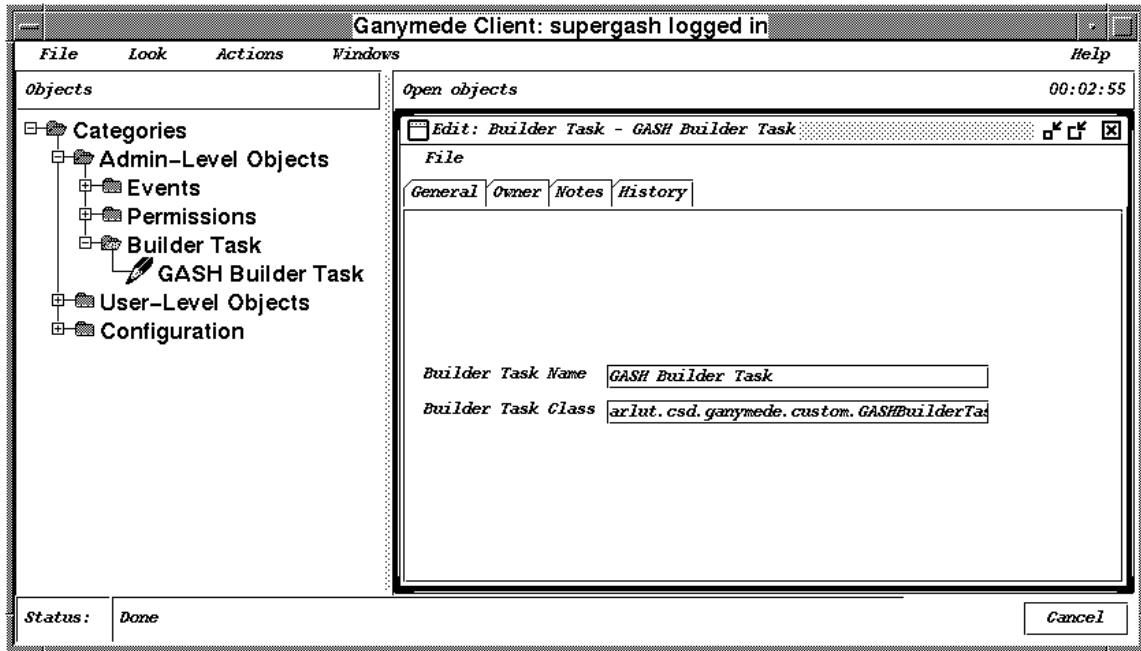 Ganymede Client: supergash logged in
File Look Actions Windows Help
Objects
Open objects 00:02:55
Categories
Admin-Level Objects
Events
Permissions
Builder Task
GASH Builder Task
User-Level Objects
Configuration
Edit: Builder Task - GASH Builder Task
File
General Owner Notes History
Builder Task Name GASH Builder Task
Builder Task Class arlut.csd.ganymede.custom.GASHBuilderTas
Status: Done
Cancel